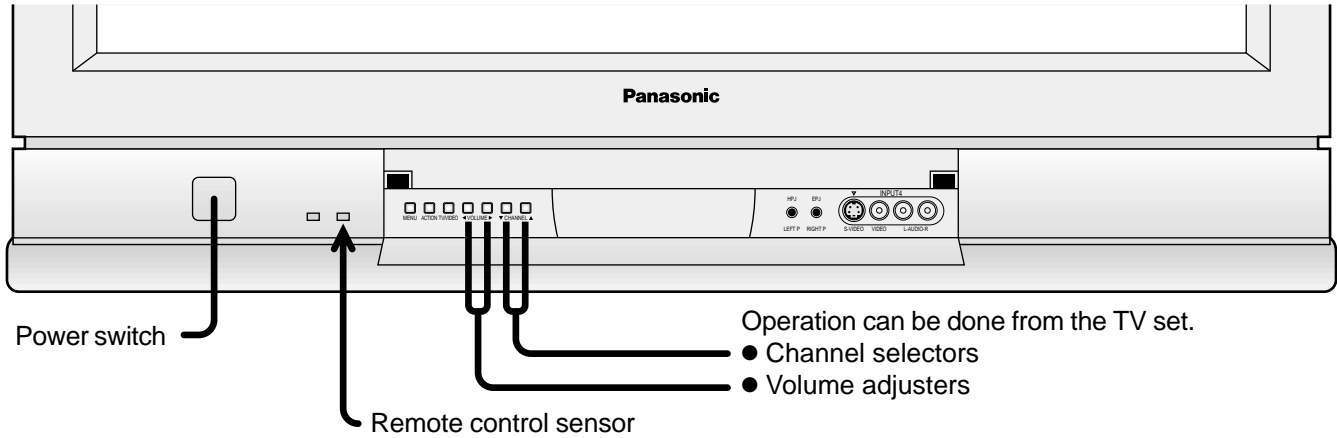 Panasonic
INPUT4
HPJ EPJ
MENU ACTION TV/VIDEO ◀VOLUME▶ ▼CHANNEL▲
LEFT P RIGHT P S-VIDEO VIDEO L-AUDIO-R
Power switch
Operation can be done from the TV set.
● Channel selectors
● Volume adjusters
Remote control sensor